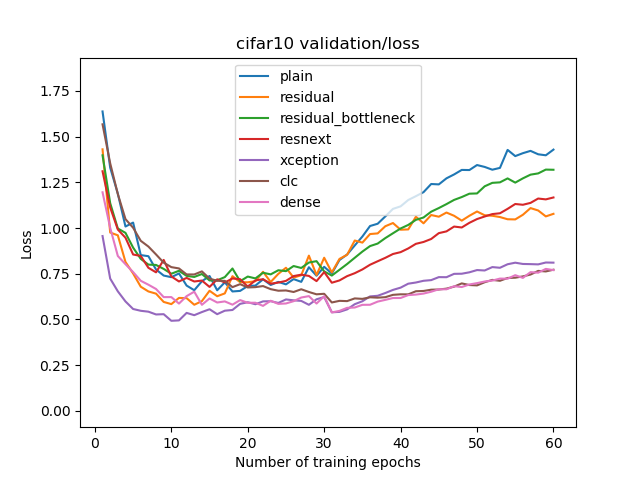 cifar10 validation/loss
plain
residual
residual_bottleneck
resnext
xception
clc
dense
Loss
1.75
1.50
1.25
1.00
0.75
0.50
0.25
0.00
0 10 20 30 40 50 60
Number of training epochs